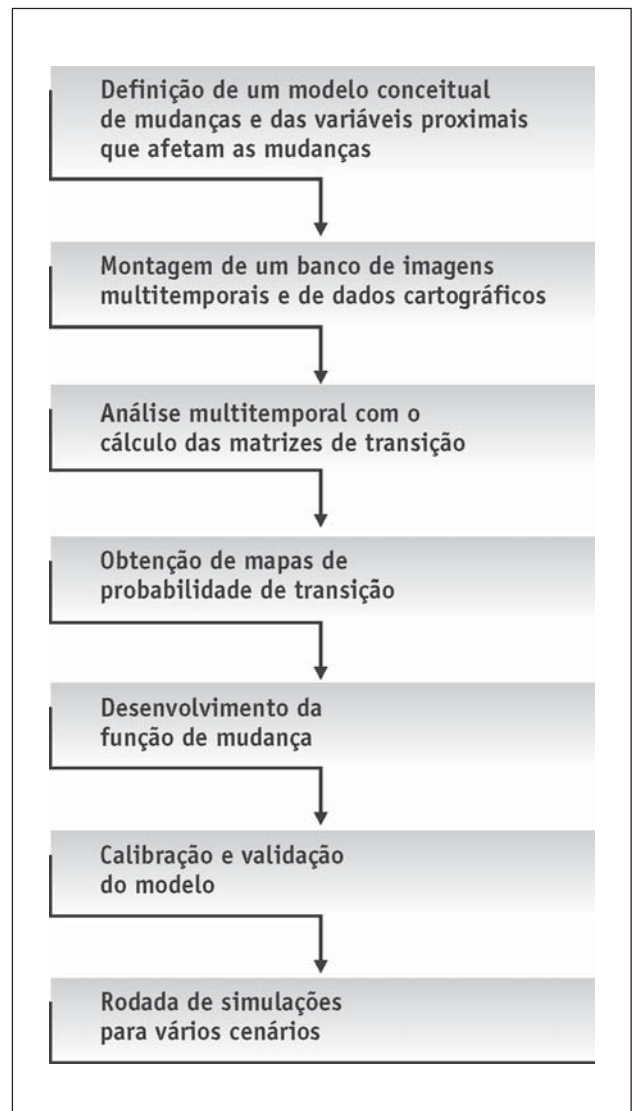 Definição de um modelo conceitual
de mudanças e das variáveis proximais
que afetam as mudanças
Montagem de um banco de imagens
multitemporais e de dados cartográficos
Análise multitemporal com o
cálculo das matrizes de transição
Obtenção de mapas de
probabilidade de transição
Desenvolvimento da
função de mudança
Calibração e validação
do modelo
Rodada de simulações
para vários cenários